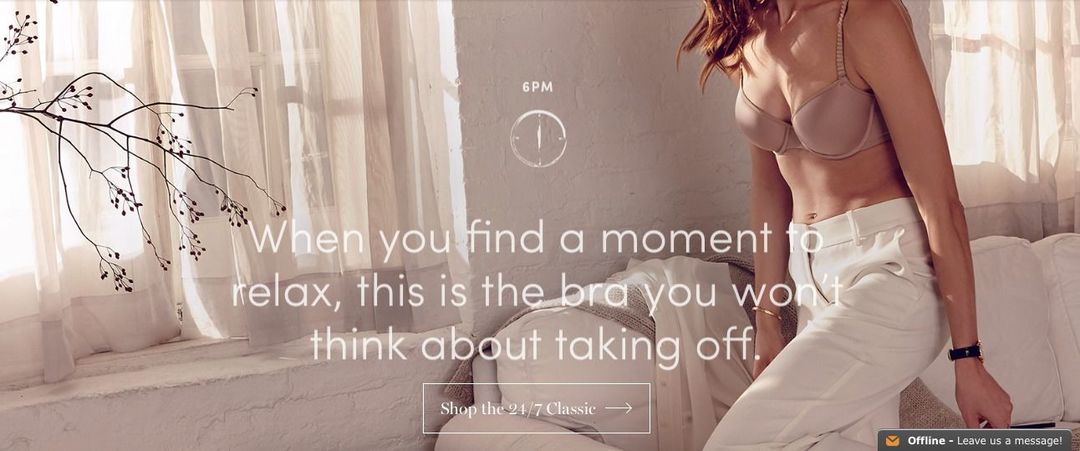 6PM
When you find a moment to
relax, this is the bra you won't
think about taking off.
Shop the 24/7 Classic →
Offline - Leave us a message!